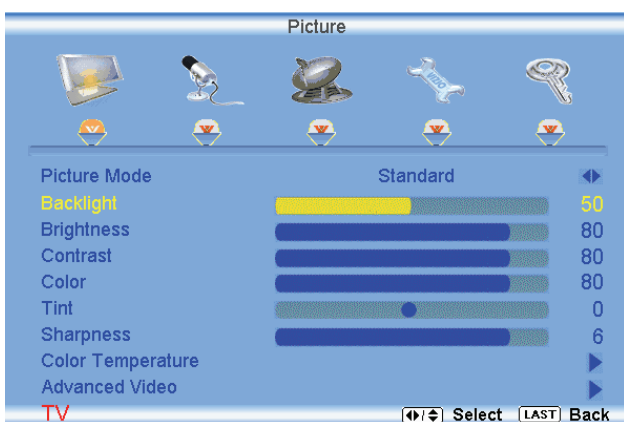 Picture
VIZIO
Picture Mode Standard
Backlight 50
Brightness 80
Contrast 80
Color 80
Tint 0
Sharpness 6
Color Temperature
Advanced Video
TV Select LAST Back